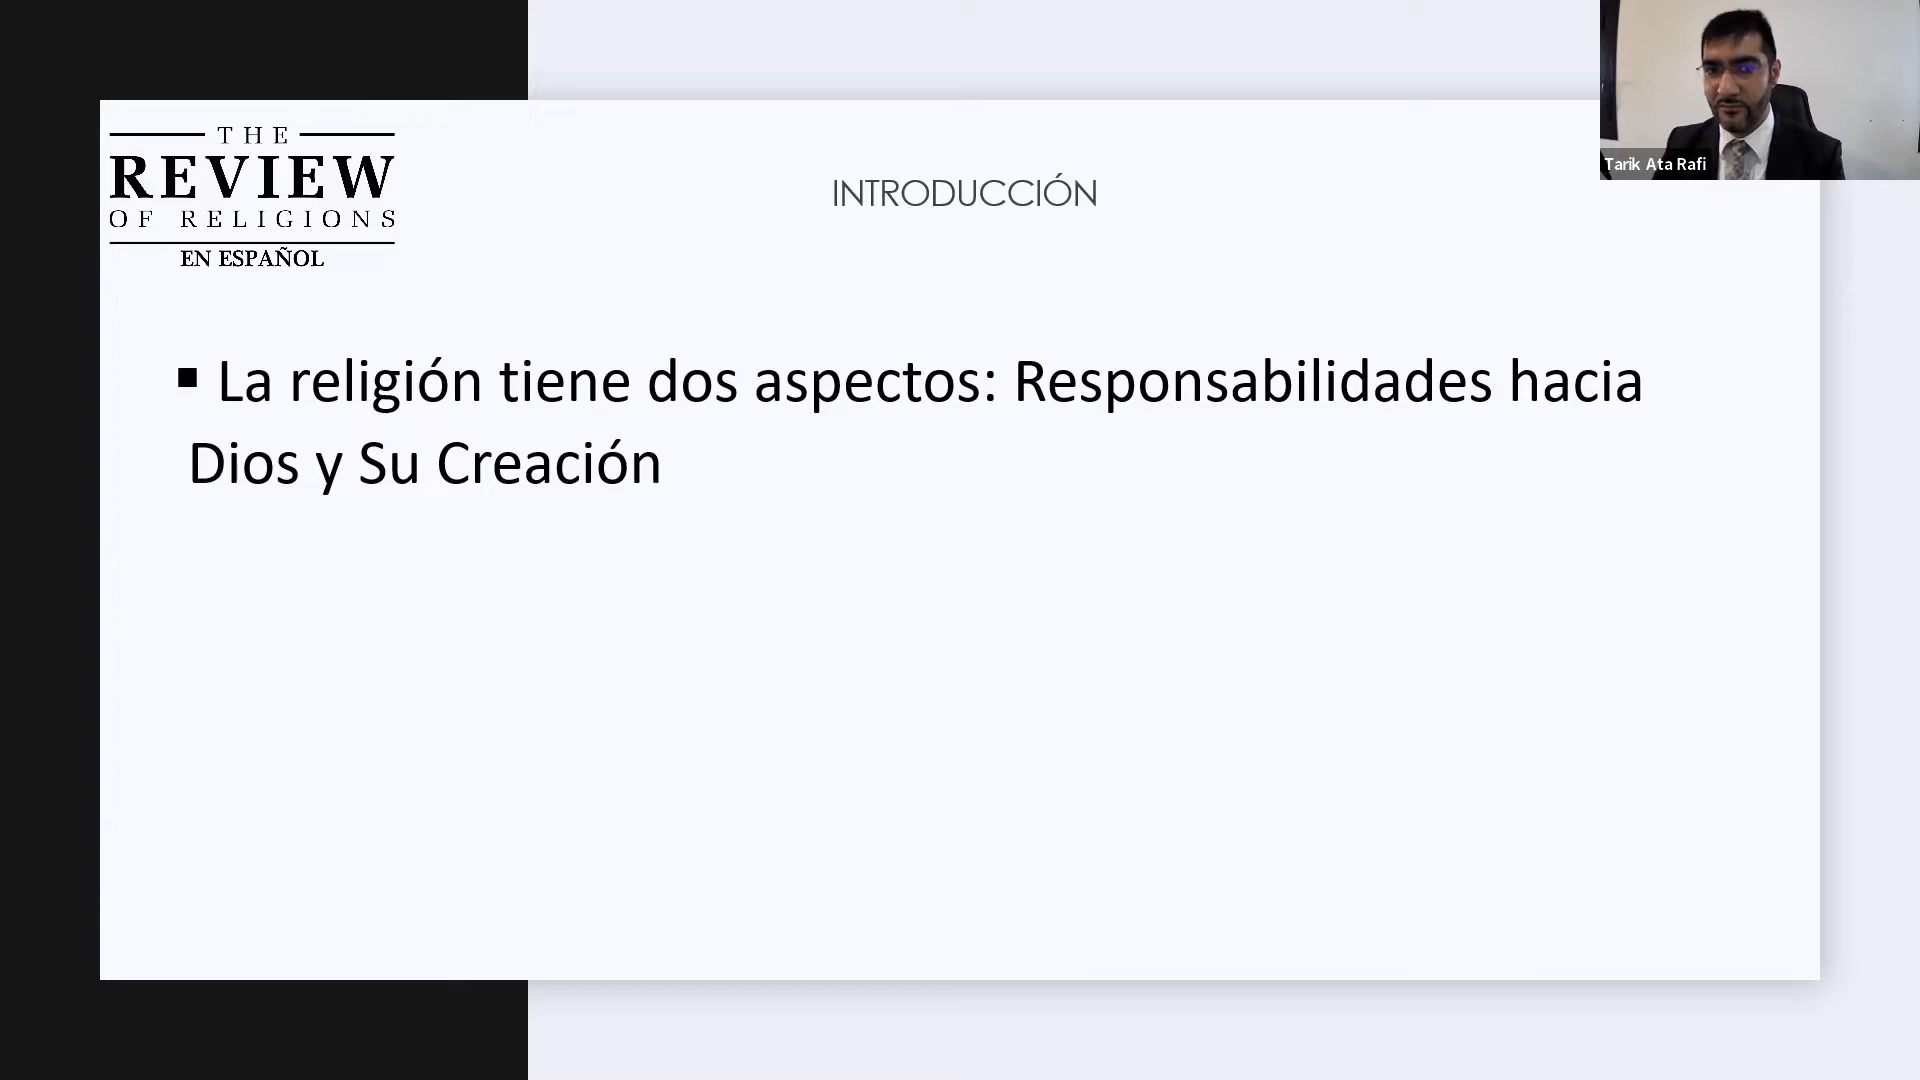 THE
REVIEW
OF RELIGIONS
EN ESPAÑOL
INTRODUCCIÓN
Tarik Ata Rafi
▪ La religión tiene dos aspectos: Responsabilidades hacia
Dios y Su Creación